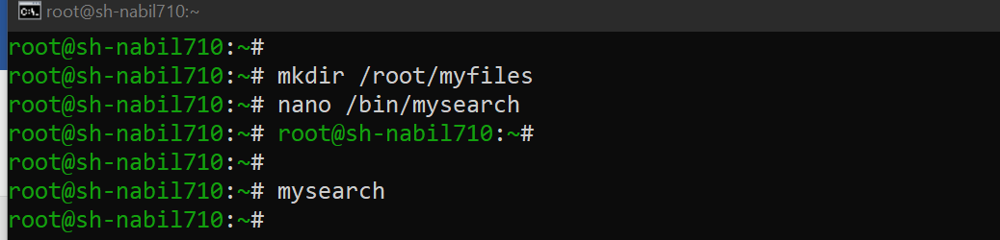 root@sh-nabil710:~
root@sh-nabil710:~#
root@sh-nabil710:~# mkdir /root/myfiles
root@sh-nabil710:~# nano /bin/mysearch
root@sh-nabil710:~# root@sh-nabil710:~#
root@sh-nabil710:~#
root@sh-nabil710:~# mysearch
root@sh-nabil710:~#